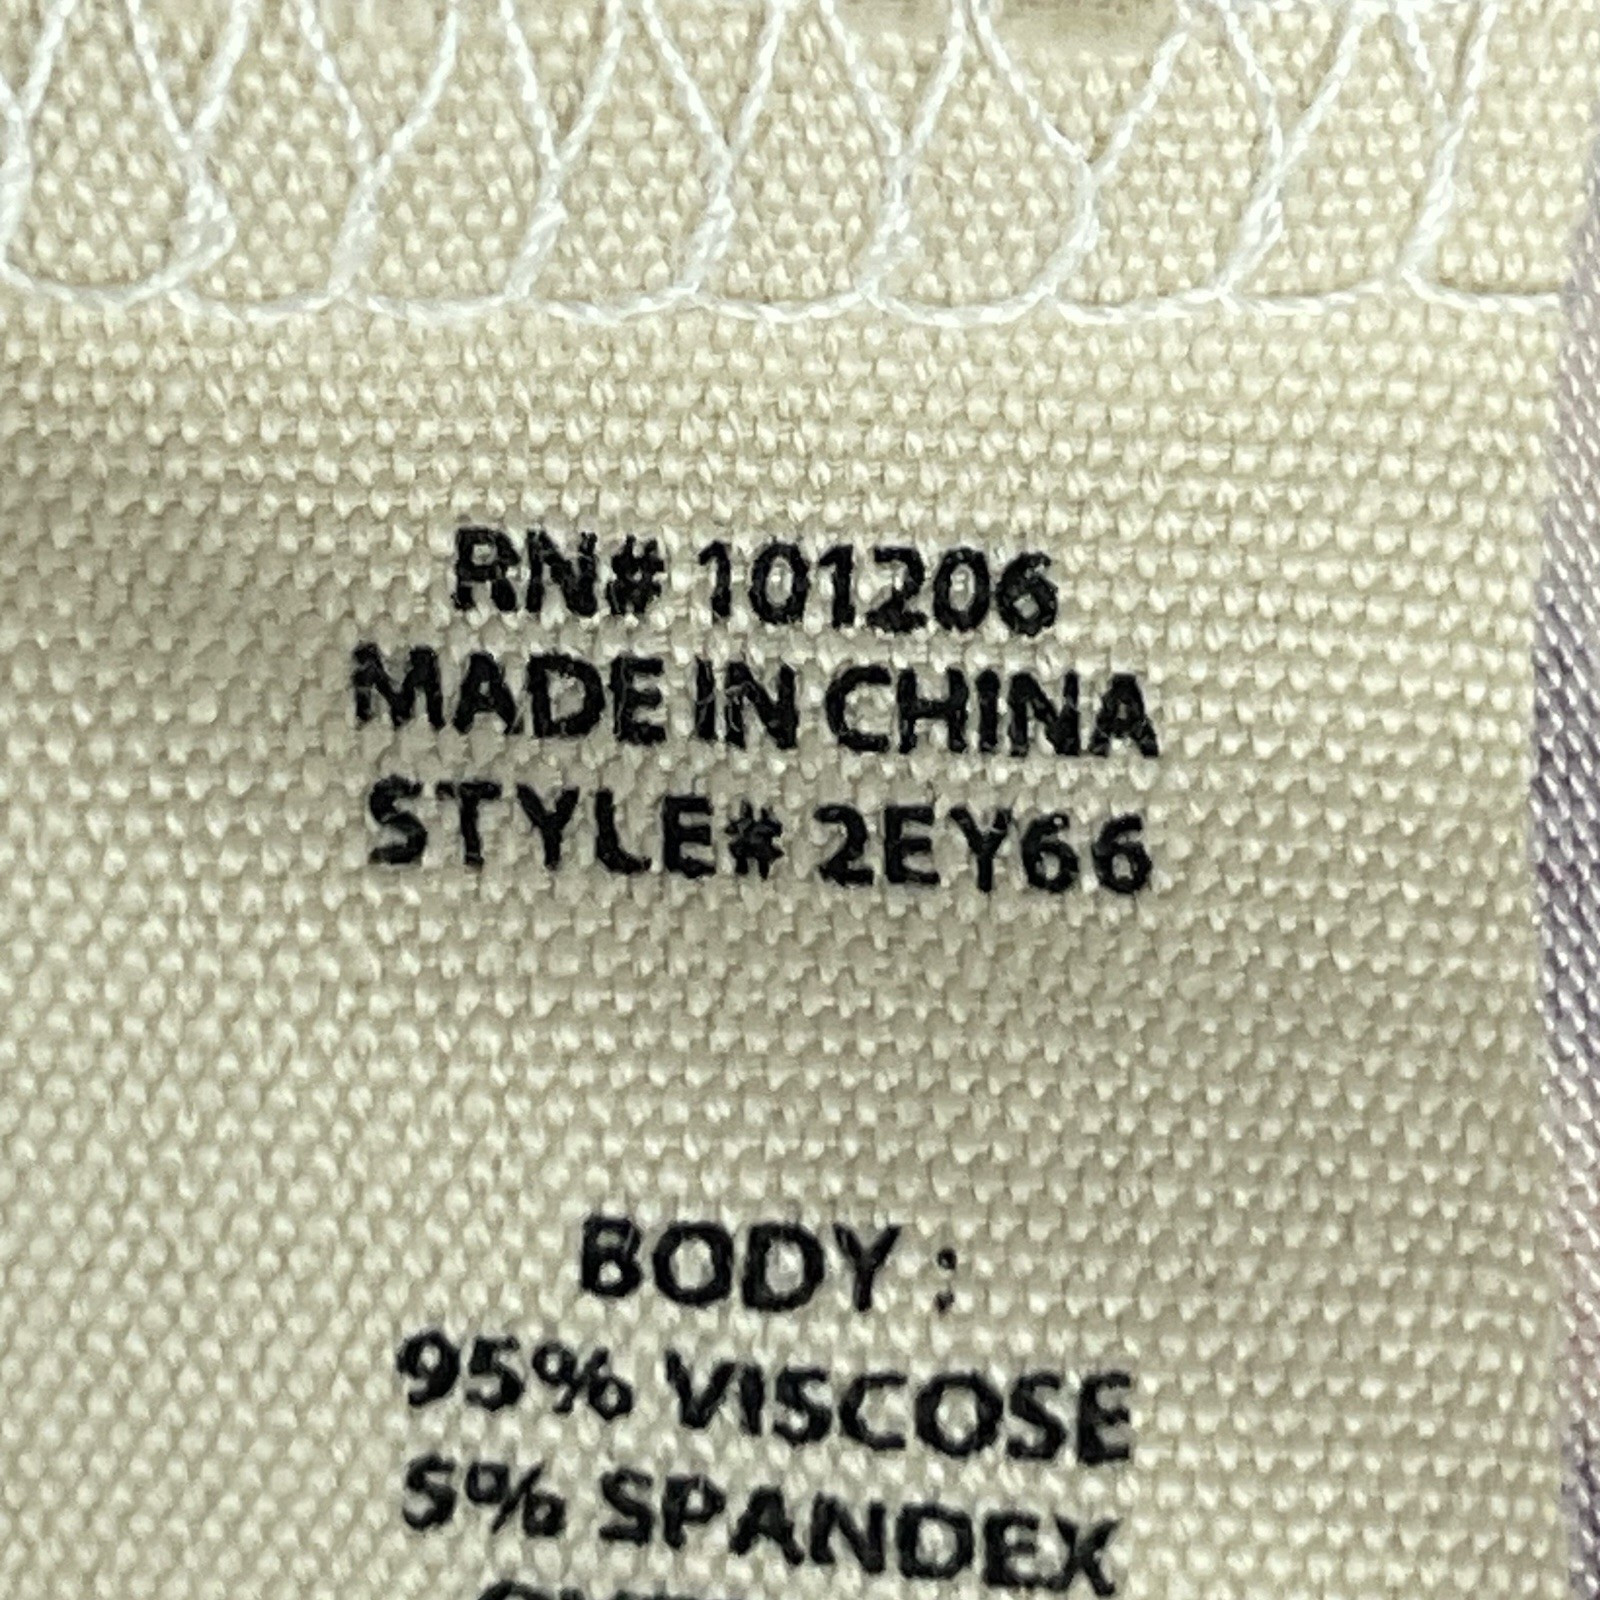 RN# 101206
MADE IN CHINA
STYLE# 2EY66
BODY :
95% VISCOSE
5% SPANDEX